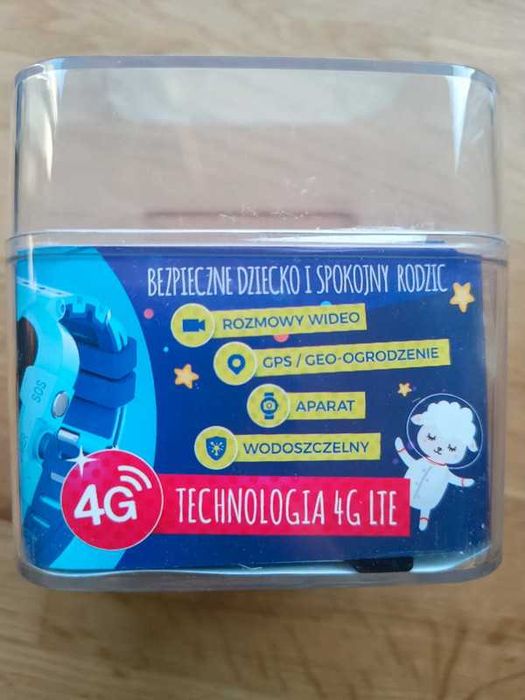 BEZPIECZNE DZIECKO I SPOKOJNY RODZIC
ROZMOWY WIDEO
GPS / GEO-OGRODZENIE
APARAT
WODOSZCZELNY
SOS
4G
TECHNOLOGIA 4G LTE